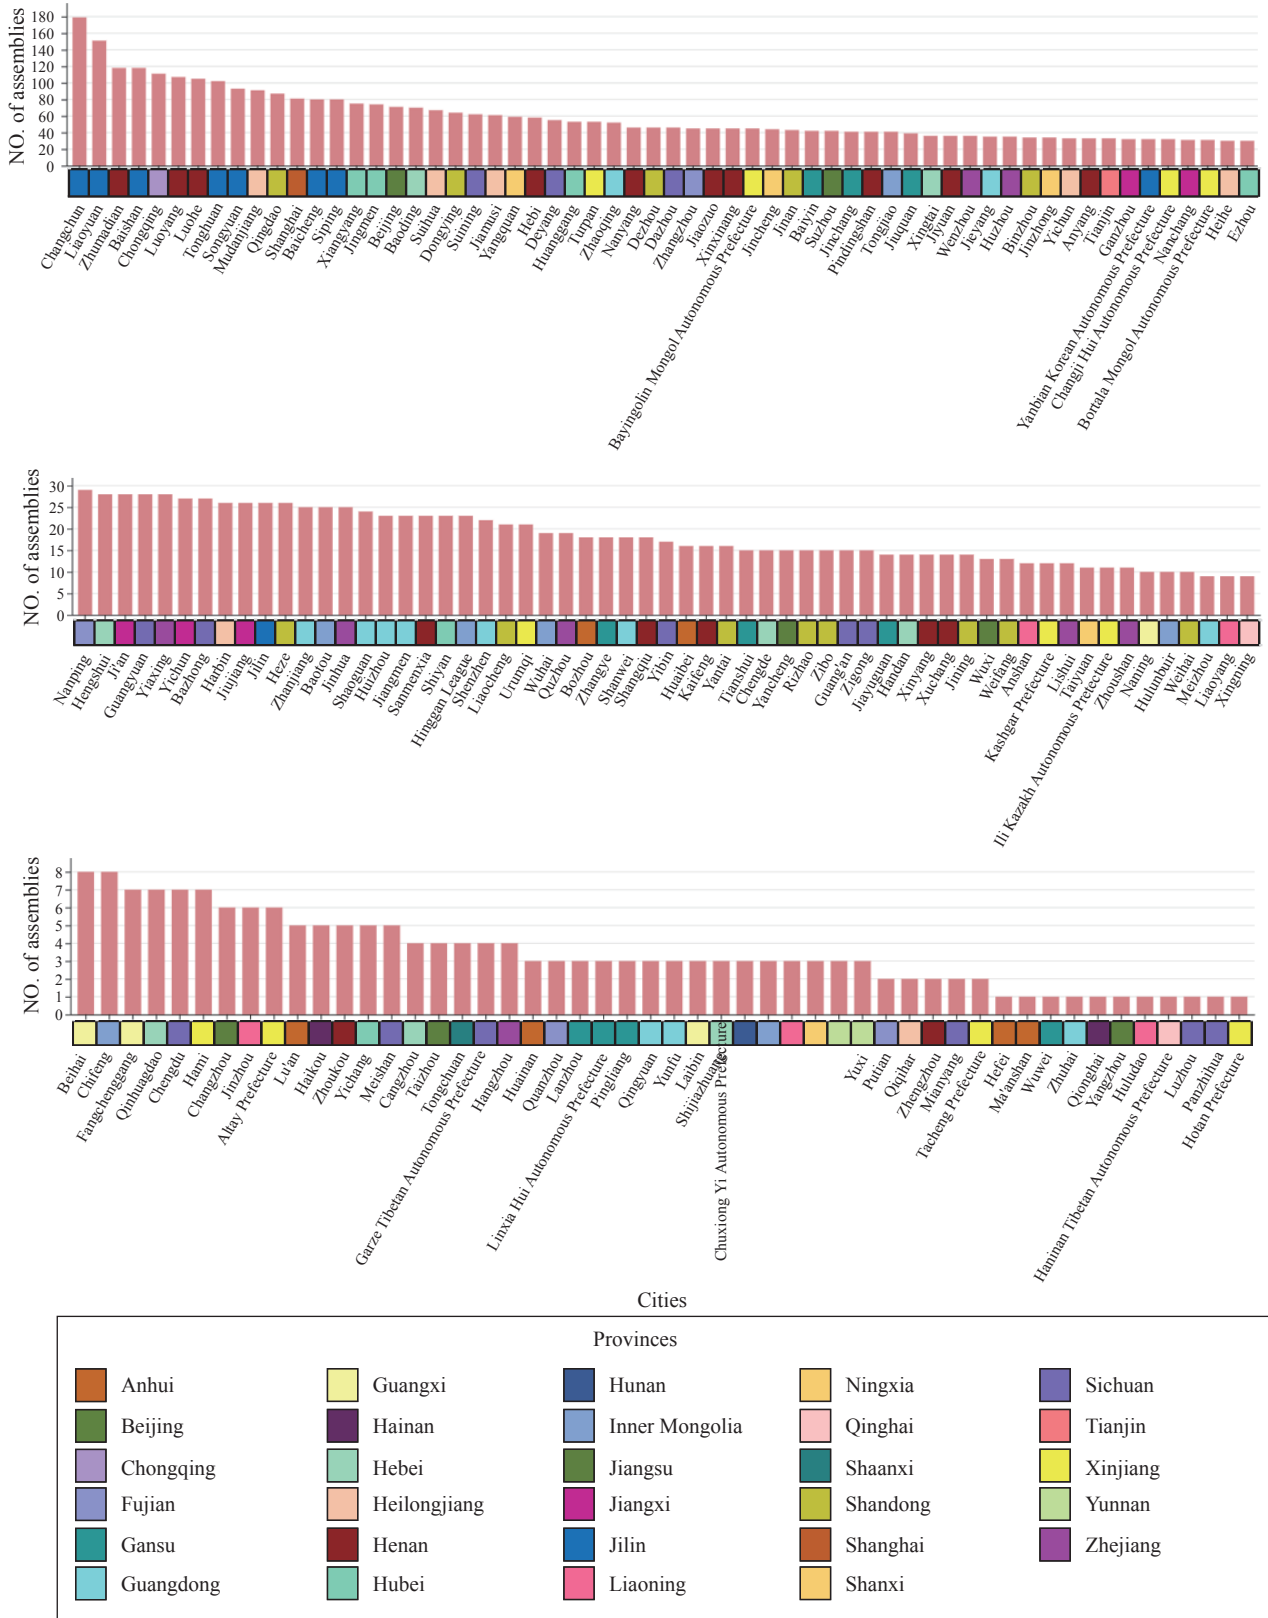 NO. of assemblies
180
160
140
120
100
80
60
40
20
0
Changchun
Liaoyuan
Zhumadian
Baishan
Chongqing
Luoyang
Luohe
Tonghuan
Songyuan
Mudanjiang
Qingdao
Shanghai
Baicheng
Siping
Xiangyang
Jingmen
Beijing
Baoding
Suihua
Dongying
Suining
Jiamusi
Yangquan
Hebi
Deyang
Huanggang
Turpan
Zhaoqing
Nanyang
Dezhou
Dazhou
Zhangzhou
Jiaozuo
Xinxinang
Bayingolin Mongol Autonomous Prefecture
Jincheng
Jinan
Baiyin
Suzhou
Jinchang
Pindingshan
Tongjiao
Jiuquan
Xingtai
Jiyuan
Wenzhou
Jieyang
Huzhou
Binzhou
Jinzhong
Yichun
Anyang
Tianjin
Ganzhou
Yanbian Korean Autonomous Prefecture
Changji Hui Autonomous Prefecture
Nanchang
Bortala Mongol Autonomous Prefecture
Heihe
Ezhou
NO. of assemblies
30
25
20
15
10
5
0
Nanping
Hengshui
Ji'an
Guangyuan
Yiaxing
Yichun
Bazhong
Harbin
Jiujiang
Jilin
Heze
Zhanjiang
Baotou
Jinhua
Shaoguan
Huizhou
Jiangmen
Sanmenxia
Shiyan
Hinggan League
Shenzhen
Liaocheng
Urumqi
Wuhai
Quzhou
Bozhou
Zhangye
Shanwei
Shangqiu
Yibin
Huaibei
Kaifeng
Yantai
Tianshui
Chengde
Yancheng
Rizhao
Zibo
Guang'an
Zigong
Jiayuguan
Handan
Xinyang
Xuchang
Jining
Wuxi
Weifang
Anshan
Kashgar Prefecture
Lishui
Taiyuan
Ili Kazakh Autonomous Pretecture
Zhoushan
Naning
Hulunbuir
Weihai
Meizhou
Liaoyang
Xingning
NO. of assemblies
8
7
6
5
4
3
2
1
0
Beihai
Chifeng
Fangchenggang
Qinhuagdao
Chengdu
Hami
Changzhou
Jinzhou
Altay Prefecture
Lu'an
Haikou
Zhoukou
Yichang
Meishan
Cangzhou
Taizhou
Tongchuan
Garze Tibetan Autonomous Prefecture
Hangzhou
Huainan
Quanzhou
Lanzhou
Linxia Hui Autonomous Prefecture
Pingliang
Qingyuan
Yunfu
Laibin
Shijiazhuang
Chuxiong Yi Autonomous Prefecture
Yuxi
Putian
Qiqihar
Zhengzhou
Mianyang
Tacheng Prefecture
Hefei
Ma'anshan
Wuwei
Zhuhai
Qionghai
Yangzhou
Huludao
Haninan Tibetan Autonomous Prefecture
Luzhou
Panzhihua
Hotan Prefecture
Cities
Provinces
Anhui
Beijing
Chongqing
Fujian
Gansu
Guangdong
Guangxi
Hainan
Hebei
Heilongjiang
Henan
Hubei
Hunan
Inner Mongolia
Jiangsu
Jiangxi
Jilin
Liaoning
Ningxia
Qinghai
Shaanxi
Shandong
Shanghai
Shanxi
Sichuan
Tianjin
Xinjiang
Yunnan
Zhejiang